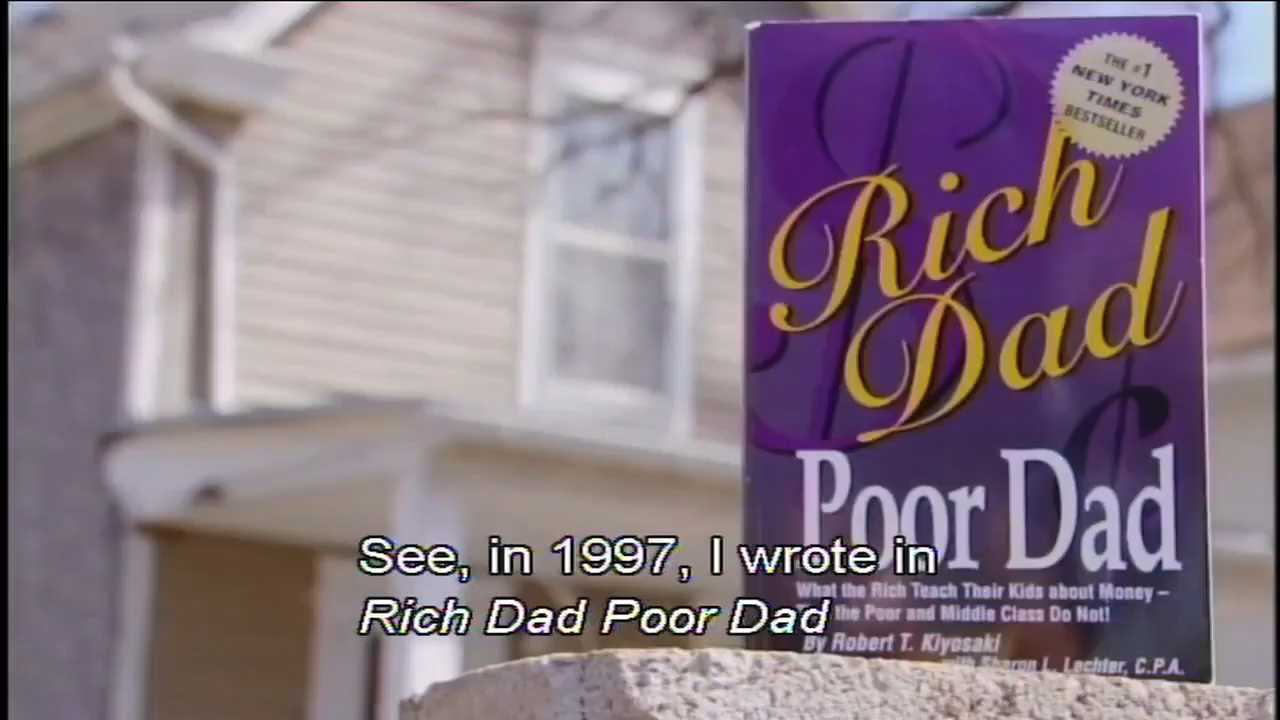 THE #1
NEW YORK
TIMES
BESTSELLER
Rich
Dad
Poor Dad
What the Rich Teach Their Kids about Money –
the Poor and Middle Class Do Not!
By Robert T. Kiyosaki
with Sharon L. Lechter, C.P.A.
See, in 1997, I wrote in
Rich Dad Poor Dad